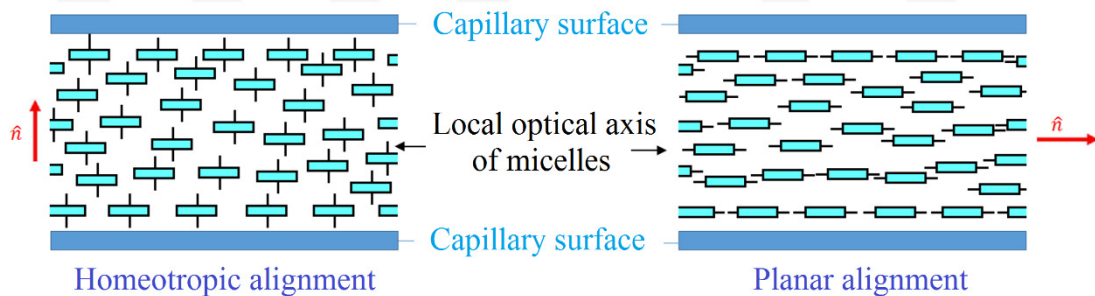 Capillary surface
n̂
Local optical axis
of micelles
n̂
Capillary surface
Homeotropic alignment
Planar alignment